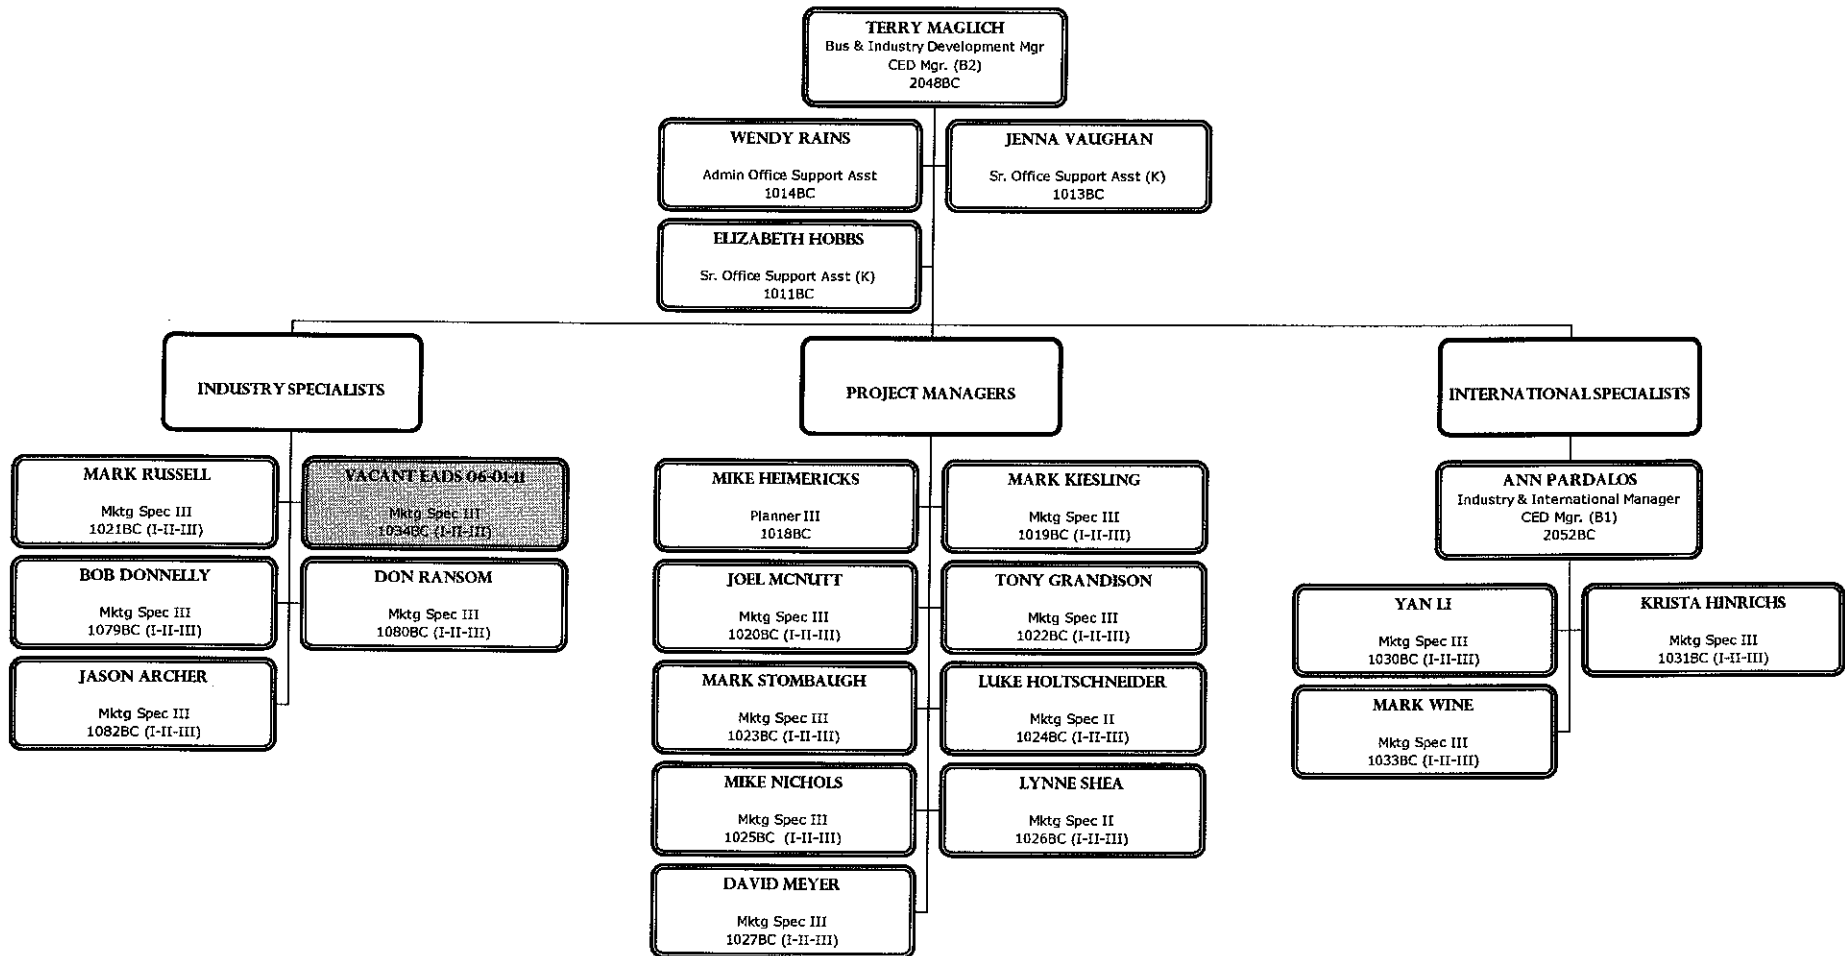 TERRY MAGLICH
Bus & Industry Development Mgr
CED Mgr. (B2)
2048BC
WENDY RAINS
Admin Office Support Asst
1014BC
JENNA VAUGHAN
Sr. Office Support Asst (K)
1013BC
ELIZABETH HOBBS
Sr. Office Support Asst (K)
1011BC
INDUSTRY SPECIALISTS
MARK RUSSELL
Mktg Spec III
1021BC (I-II-III)
VACANT EADS 06-01-11
Mktg Spec III
1034BC (I-II-III)
BOB DONNELLY
Mktg Spec III
1079BC (I-II-III)
DON RANSOM
Mktg Spec III
1080BC (I-II-III)
JASON ARCHER
Mktg Spec III
1082BC (I-II-III)
PROJECT MANAGERS
MIKE HEIMERICKS
Planner III
1018BC
MARK KIESLING
Mktg Spec III
1019BC (I-II-III)
JOEL MCNUTT
Mktg Spec III
1020BC (I-II-III)
TONY GRANDISON
Mktg Spec III
1022BC (I-II-III)
MARK STOMBAUGH
Mktg Spec III
1023BC (I-II-III)
LUKE HOLTSCHNEIDER
Mktg Spec II
1024BC (I-II-III)
MIKE NICHOLS
Mktg Spec III
1025BC (I-II-III)
LYNNE SHEA
Mktg Spec II
1026BC (I-II-III)
DAVID MEYER
Mktg Spec III
1027BC (I-II-III)
INTERNATIONAL SPECIALISTS
ANN PARDALOS
Industry & International Manager
CED Mgr. (B1)
2052BC
YAN LI
Mktg Spec III
1030BC (I-II-III)
KRISTA HINRICHS
Mktg Spec III
1031BC (I-II-III)
MARK WINE
Mktg Spec III
1033BC (I-II-III)